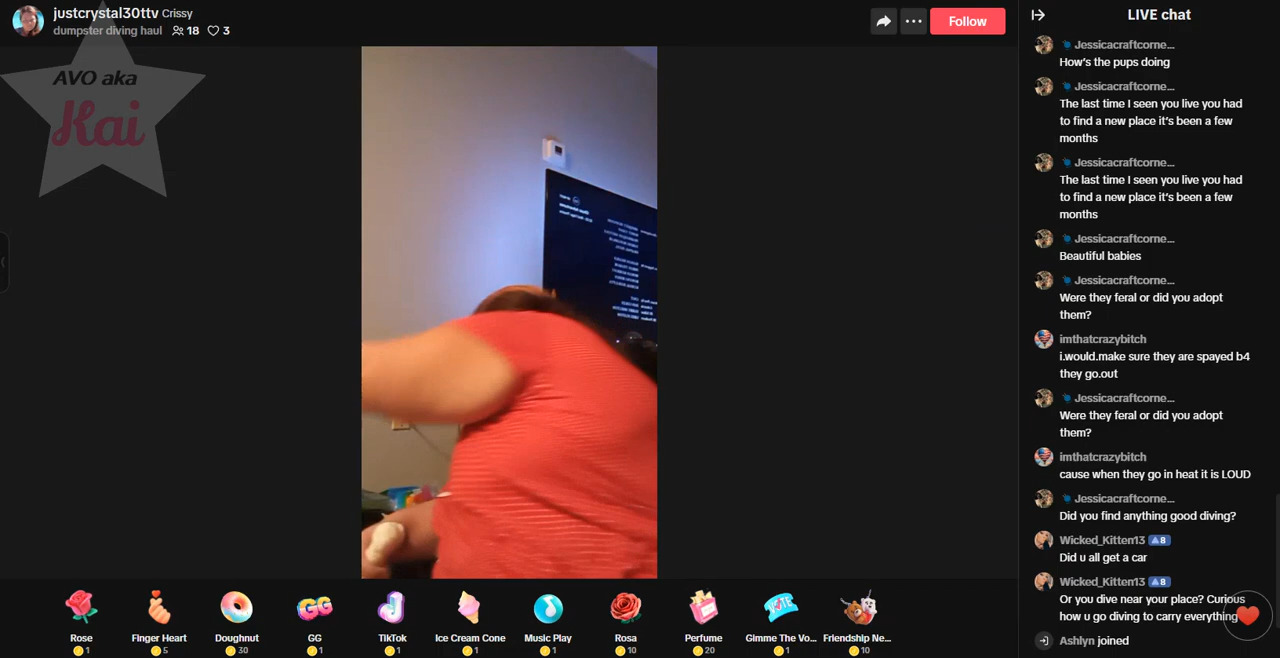 justcrystal30ttv Crissy
dumpster diving haul 18 3
Follow
AVO aka
Kai
LIVE chat
Jessicacraftcorne...
How's the pups doing
Jessicacraftcorne...
The last time I seen you live you had
to find a new place it's been a few
months
Jessicacraftcorne...
The last time I seen you live you had
to find a new place it's been a few
months
Jessicacraftcorne...
Beautiful babies
Jessicacraftcorne...
Were they feral or did you adopt
them?
imthatcrazybitch
i.would.make sure they are spayed b4
they go.out
Jessicacraftcorne...
Were they feral or did you adopt
them?
imthatcrazybitch
cause when they go in heat it is LOUD
Jessicacraftcorne...
Did you find anything good diving?
Wicked_Kitten13 8
Did u all get a car
Wicked_Kitten13 8
Or you dive near your place? Curious
how u go diving to carry everything
Ashlyn joined
Rose Finger Heart Doughnut GG TikTok Ice Cream Cone Music Play Rosa Perfume Gimme The Vo... Friendship Ne...
1 5 30 1 1 1 1 10 20 1 10